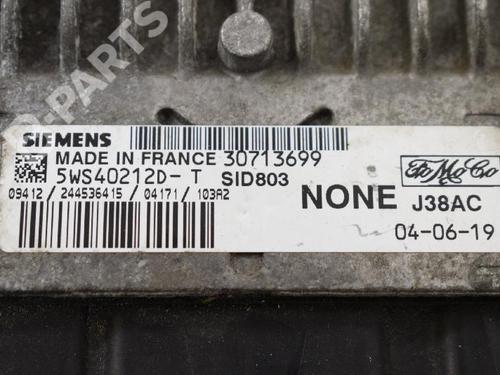 B-PARTS
SIEMENS
MADE IN FRANCE 30713699
5WS40212D-T SID803
09412/244536415/04171/103A2
NONE
FoMoCo
J38AC
04-06-19